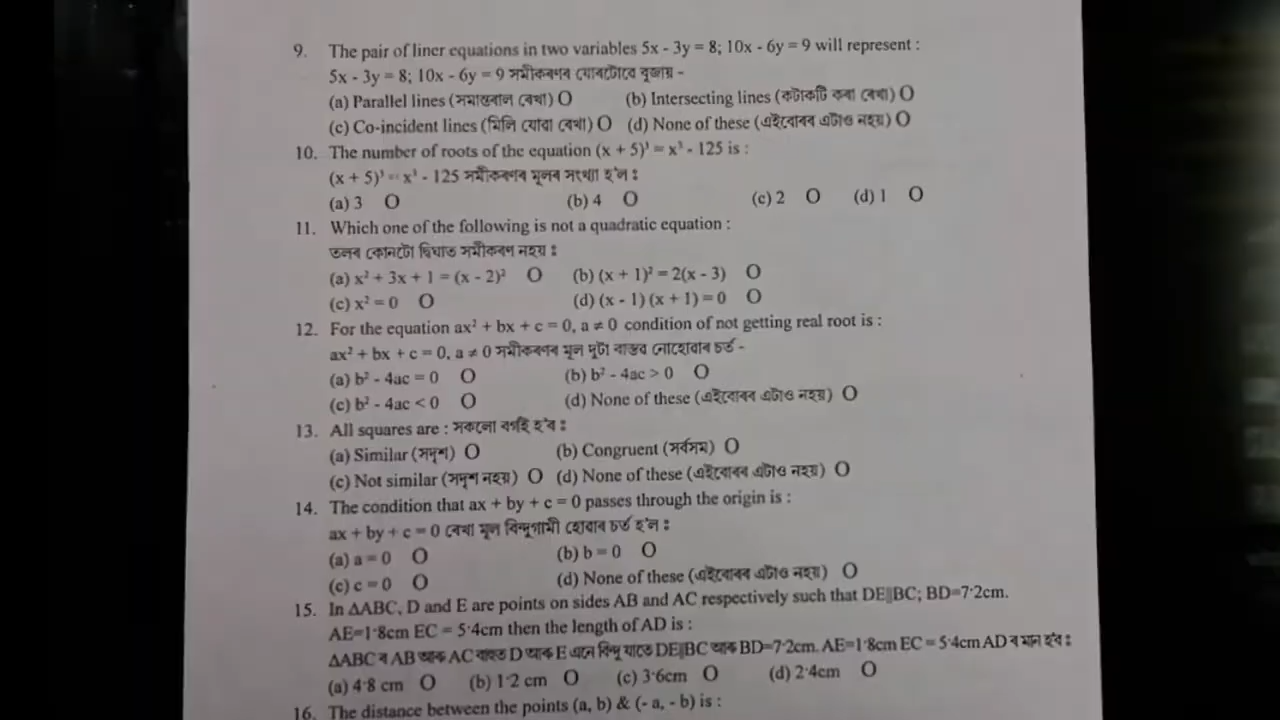 9. The pair of liner equations in two variables 5x - 3y = 8; 10x - 6y = 9 will represent :
5x - 3y = 8; 10x - 6y = 9 সমীকৰণৰ যোৰটোৱে বুজায় -
(a) Parallel lines (সমান্তৰাল ৰেখা) O (b) Intersecting lines (কটাকটি কৰা ৰেখা) O
(c) Co-incident lines (মিলি যোৱা ৰেখা) O (d) None of these (এইবোৰৰ এটাও নহয়) O
10. The number of roots of the equation (x + 5)³ = x³ - 125 is :
(x + 5)³ = x³ - 125 সমীকৰণৰ মূলৰ সংখ্যা হ'ল ঃ
(a) 3 O (b) 4 O (c) 2 O (d) 1 O
11. Which one of the following is not a quadratic equation :
তলৰ কোনটো দ্বিঘাত সমীকৰণ নহয় ঃ
(a) x² + 3x + 1 = (x - 2)² O (b) (x + 1)² = 2(x - 3) O
(c) x² = 0 O (d) (x - 1) (x + 1) = 0 O
12. For the equation ax² + bx + c = 0, a ≠ 0 condition of not getting real root is :
ax² + bx + c = 0, a ≠ 0 সমীকৰণৰ মূল দুটা বাস্তৱ নোহোৱাৰ চৰ্ত -
(a) b² - 4ac = 0 O (b) b² - 4ac > 0 O
(c) b² - 4ac < 0 O (d) None of these (এইবোৰৰ এটাও নহয়) O
13. All squares are : সকলো বৰ্গই হ'ব ঃ
(a) Similar (সদৃশ) O (b) Congruent (সৰ্বসম) O
(c) Not similar (সদৃশ নহয়) O (d) None of these (এইবোৰৰ এটাও নহয়) O
14. The condition that ax + by + c = 0 passes through the origin is :
ax + by + c = 0 ৰেখা মূল বিন্দুগামী হোৱাৰ চৰ্ত হ'ল ঃ
(a) a = 0 O (b) b = 0 O
(c) c = 0 O (d) None of these (এইবোৰৰ এটাও নহয়) O
15. In ΔABC, D and E are points on sides AB and AC respectively such that DE||BC; BD=7·2cm.
AE=1·8cm EC = 5·4cm then the length of AD is :
ΔABC ৰ AB আৰু AC বাহুত D আৰু E এনে বিন্দু যাতে DE||BC আৰু BD=7·2cm. AE=1·8cm EC = 5·4cm AD ৰ মান হ'ব ঃ
(a) 4·8 cm O (b) 1·2 cm O (c) 3·6cm O (d) 2·4cm O
16. The distance between the points (a, b) & (- a, - b) is :